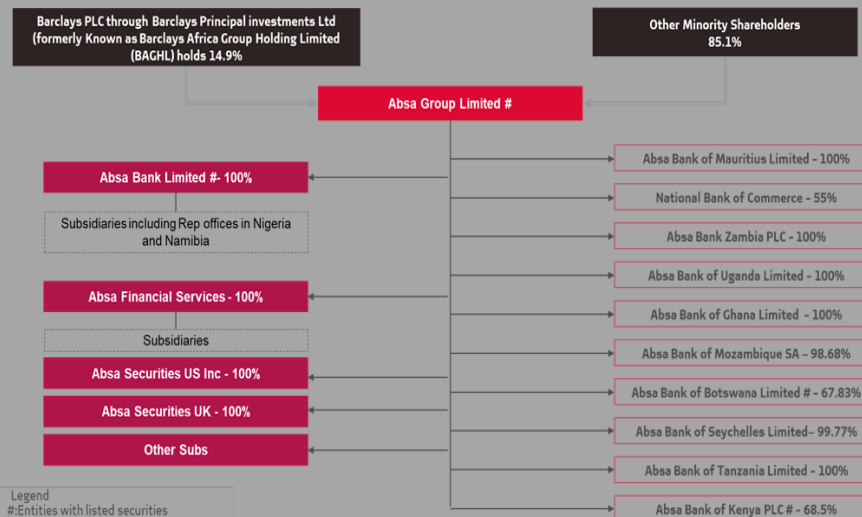 Barclays PLC through Barclays Principal investments Ltd
(formerly Known as Barclays Africa Group Holding Limited
(BAGHL) holds 14.9%
Other Minority Shareholders
85.1%
Absa Group Limited #
Absa Bank Limited #- 100%
Subsidiaries including Rep offices in Nigeria
and Namibia
Absa Financial Services - 100%
Subsidiaries
Absa Securities US Inc - 100%
Absa Securities UK - 100%
Other Subs
Absa Bank of Mauritius Limited - 100%
National Bank of Commerce - 55%
Absa Bank Zambia PLC - 100%
Absa Bank of Uganda Limited - 100%
Absa Bank of Ghana Limited - 100%
Absa Bank of Mozambique SA – 98.68%
Absa Bank of Botswana Limited # - 67.83%
Absa Bank of Seychelles Limited– 99.77%
Absa Bank of Tanzania Limited - 100%
Absa Bank of Kenya PLC # - 68.5%
Legend
#:Entities with listed securities